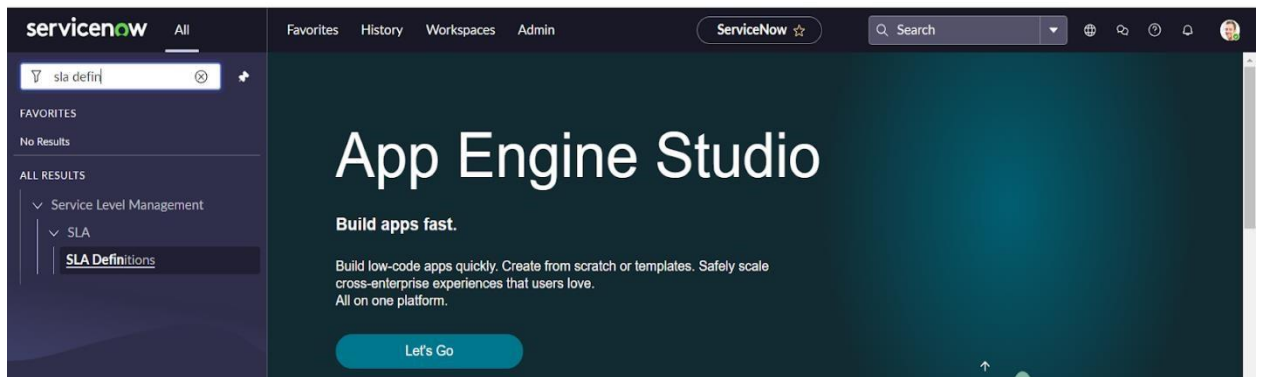 servicenow All Favorites History Workspaces Admin ServiceNow Search
sla defin
FAVORITES
No Results
ALL RESULTS
Service Level Management
SLA
SLA Definitions
App Engine Studio
Build apps fast.
Build low-code apps quickly. Create from scratch or templates. Safely scale
cross-enterprise experiences that users love.
All on one platform.
Let's Go